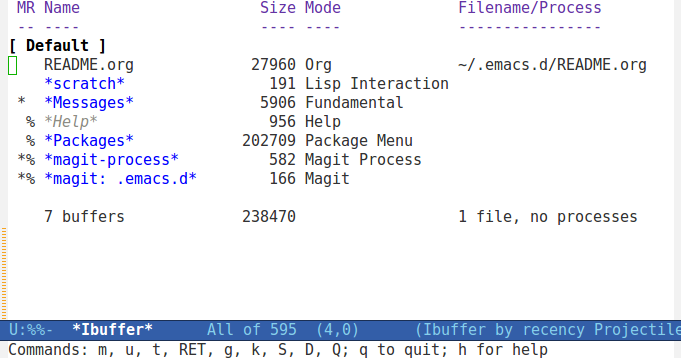 MR Name Size Mode Filename/Process
-- ---- ---- ---- ----------------
[ Default ]
README.org 27960 Org ~/.emacs.d/README.org
*scratch* 191 Lisp Interaction
* *Messages* 5906 Fundamental
% *Help* 956 Help
% *Packages* 202709 Package Menu
*% *magit-process* 582 Magit Process
*% *magit: .emacs.d* 166 Magit
7 buffers 238470 1 file, no processes
U:%%- *Ibuffer* All of 595 (4,0) (Ibuffer by recency Projectile
Commands: m, u, t, RET, g, k, S, D, Q; q to quit; h for help